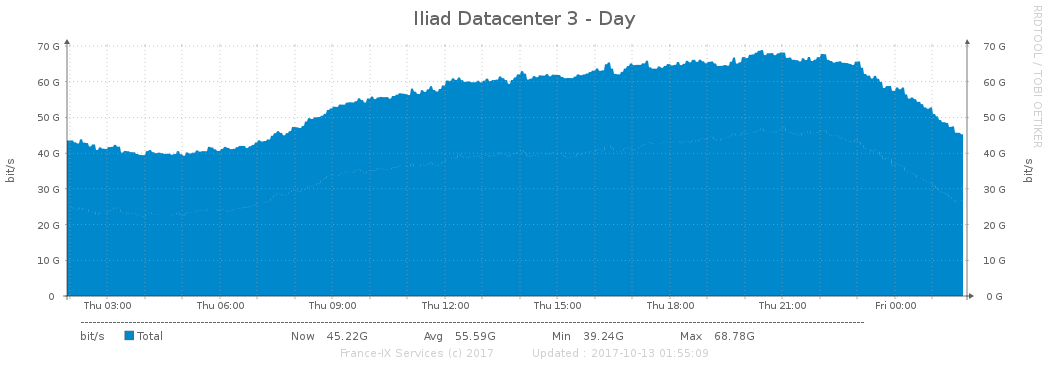 Iliad Datacenter 3 - Day
RRDTOOL / TOBI OETIKER
70 G 70 G
60 G 60 G
50 G 50 G
40 G 40 G
30 G 30 G
20 G 20 G
10 G 10 G
0 0 G
bit/s bit/s
Thu 03:00 Thu 06:00 Thu 09:00 Thu 12:00 Thu 15:00 Thu 18:00 Thu 21:00 Fri 00:00
bit/s Total Now 45.22G Avg 55.59G Min 39.24G Max 68.78G
France-IX Services (c) 2017 Updated : 2017-10-13 01:55:09